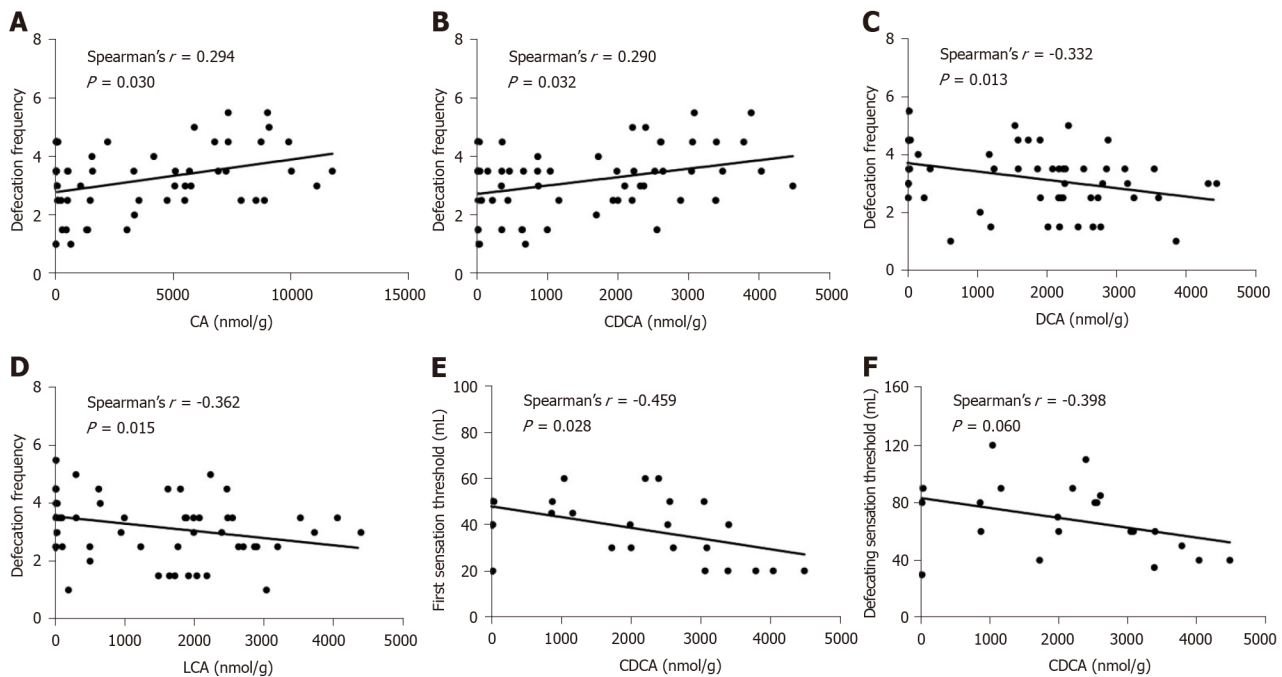 A
Spearman's r = 0.294
P = 0.030
Defecation frequency
8
6
4
2
0
0 5000 10000 15000
CA (nmol/g)
B
Spearman's r = 0.290
P = 0.032
Defecation frequency
8
6
4
2
0
0 1000 2000 3000 4000 5000
CDCA (nmol/g)
C
Spearman's r = -0.332
P = 0.013
Defecation frequency
8
6
4
2
0
0 1000 2000 3000 4000 5000
DCA (nmol/g)
D
Spearman's r = -0.362
P = 0.015
Defecation frequency
8
6
4
2
0
0 1000 2000 3000 4000 5000
LCA (nmol/g)
E
Spearman's r = -0.459
P = 0.028
First sensation threshold (mL)
100
80
60
40
20
0
0 1000 2000 3000 4000 5000
CDCA (nmol/g)
F
Spearman's r = -0.398
P = 0.060
Defecating sensation threshold (mL)
160
120
80
40
0
0 1000 2000 3000 4000 5000
CDCA (nmol/g)